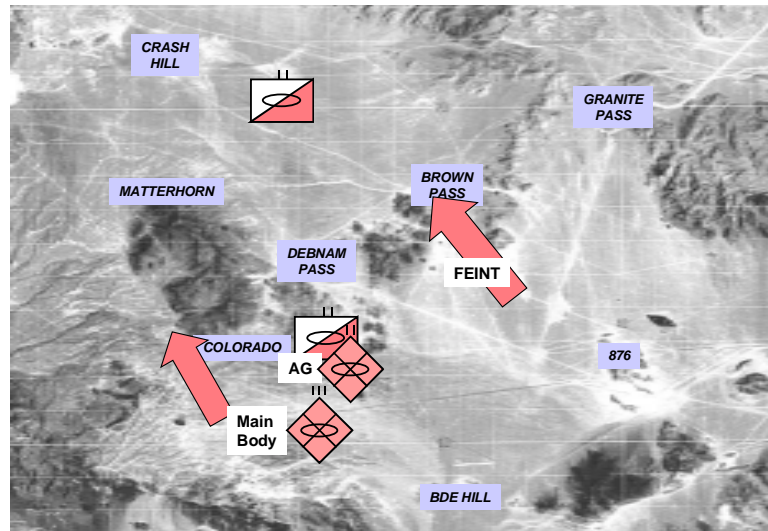 CRASH
HILL
GRANITE
PASS
MATTERHORN
BROWN
PASS
DEBNAM
PASS
FEINT
COLORADO
AG
876
Main
Body
BDE HILL